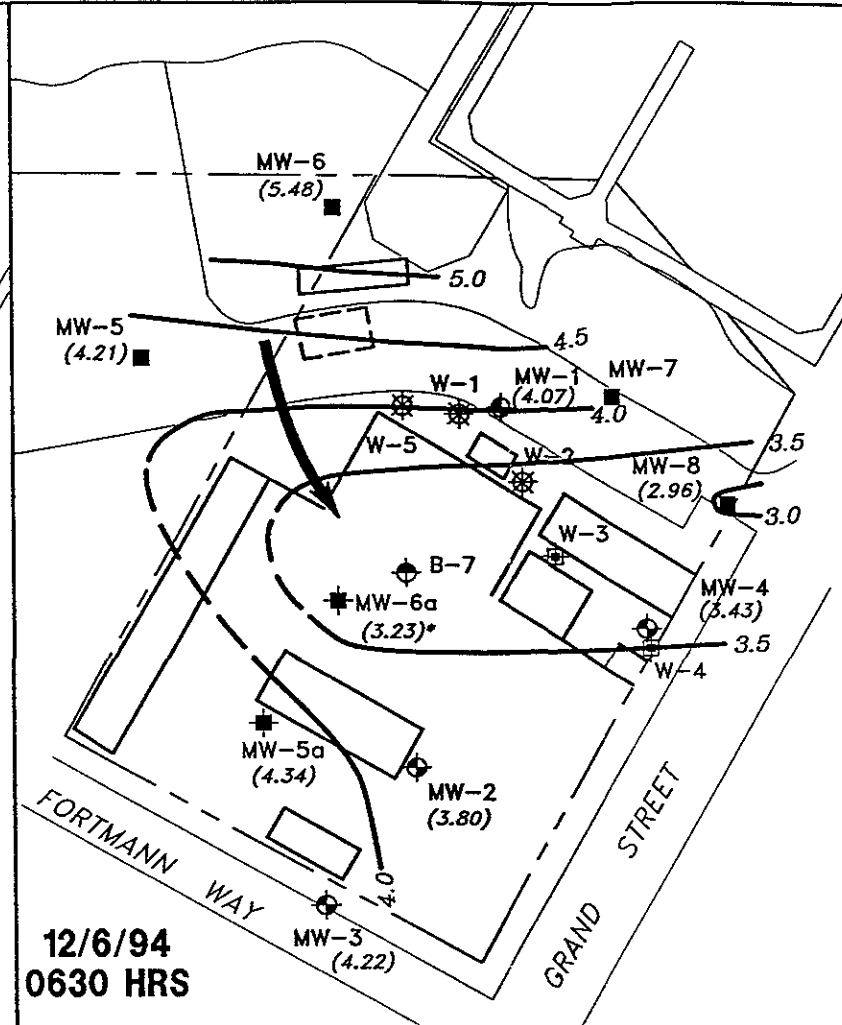 MW-6
(5.48)
5.0
MW-5
(4.21)
4.5
W-1
MW-1
(4.07)
MW-7
4.0
W-5
W-2
3.5
MW-8
(2.96)
3.0
W-3
B-7
MW-6a
(3.23)*
MW-4
(3.43)
3.5
W-4
MW-5a
(4.34)
MW-2
(3.80)
4.0
FORTMANN WAY
MW-3
(4.22)
GRAND STREET
12/6/94
0630 HRS